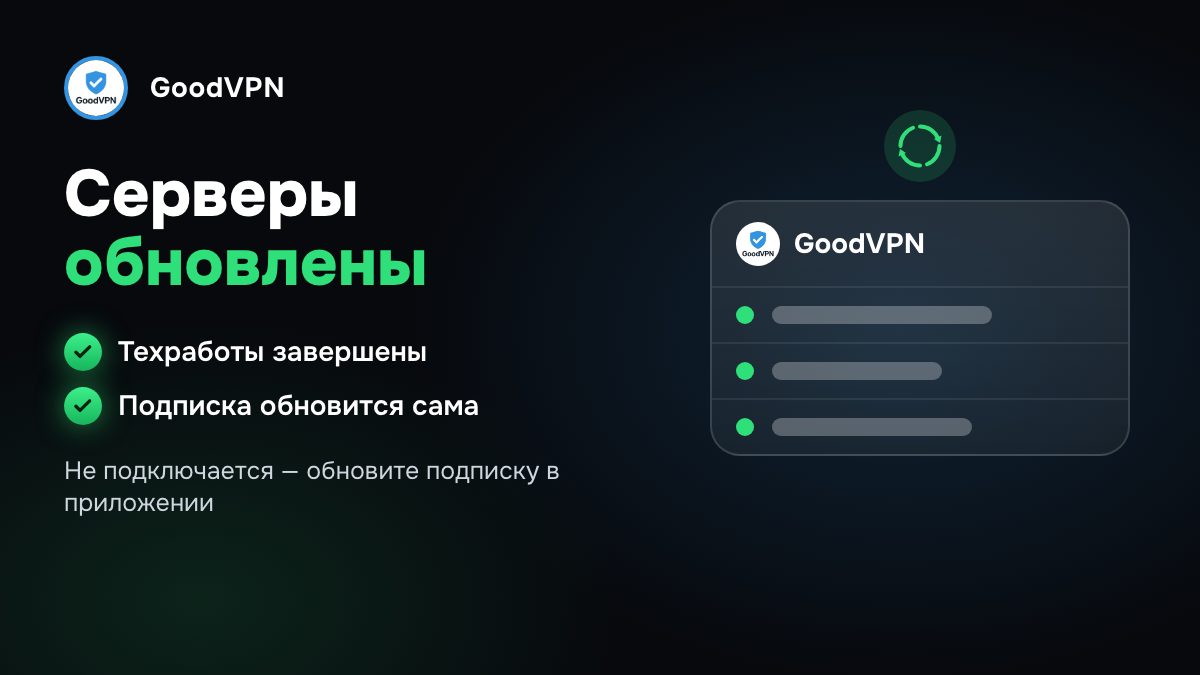 GoodVPN
GoodVPN
Серверы
обновлены
Техработы завершены
Подписка обновится сама
Не подключается — обновите подписку в
приложении
GoodVPN
GoodVPN